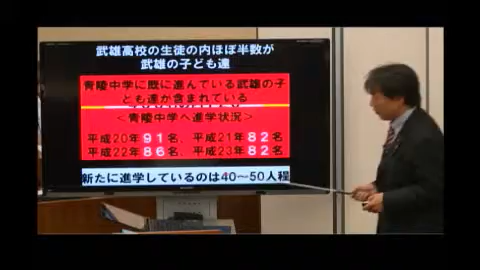 武雄高校の生徒の内ほぼ半数が
武雄の子ども達
青陵中学に既に進んでいる武雄の子
とも達が含まれている
＜青陵中学へ進学状況＞
平成20年91名，平成21年82名
平成22年86名，平成23年82名
新たに進学しているのは40～50人程